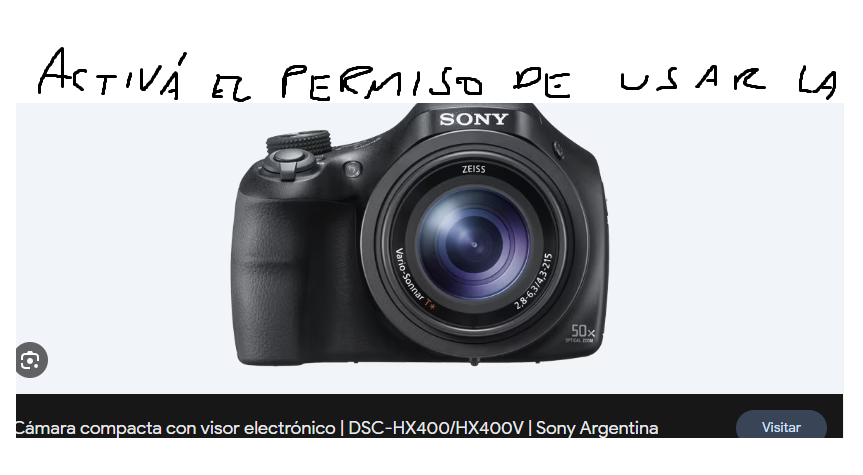 ACTIVÁ EL PERMISO DE USAR LA
SONY
ZEISS
Vario-Sonnar T* 2,8-6,3/4,3-215
50x
OPTICAL ZOOM
Cámara compacta con visor electrónico | DSC-HX400/HX400V | Sony Argentina
Visitar